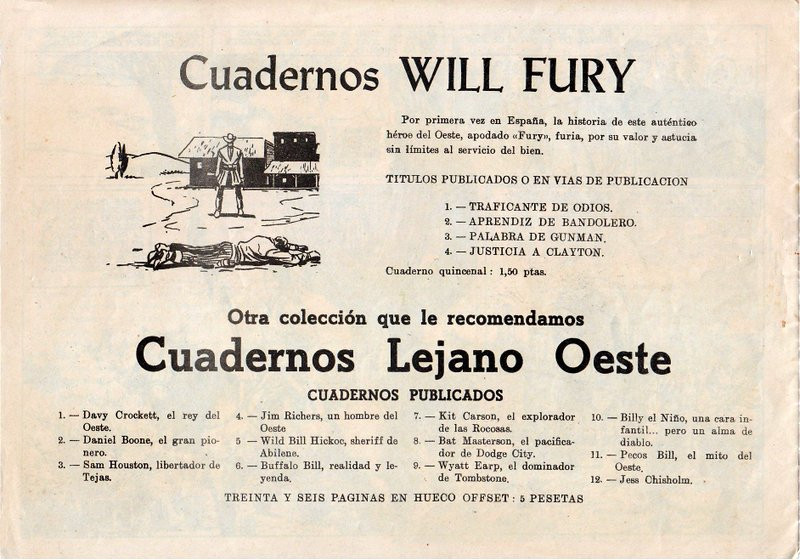 Cuadernos WILL FURY
Por primera vez en España, la historia de este auténtico
héroe del Oeste, apodado «Fury», furia, por su valor y astucia
sin límites al servicio del bien.
TITULOS PUBLICADOS O EN VIAS DE PUBLICACION
1. — TRAFICANTE DE ODIOS.
2. — APRENDIZ DE BANDOLERO.
3. — PALABRA DE GUNMAN.
4. — JUSTICIA A CLAYTON.
Cuaderno quincenal : 1,50 ptas.
Otra colección que le recomendamos
Cuadernos Lejano Oeste
CUADERNOS PUBLICADOS
1. — Davy Crockett, el rey del
Oeste.
2. — Daniel Boone, el gran pio-
nero.
3. — Sam Houston, libertador de
Tejas.
4. — Jim Richers, un hombre del
Oeste
5 — Wild Bill Hickoc, sheriff de
Abilene.
6. — Buffalo Bill, realidad y le-
yenda.
7. — Kit Carson, el explorador
de las Rocosas.
8. — Bat Masterson, el pacifica-
dor de Dodge City.
9. — Wyatt Earp, el dominador
de Tombstone.
10. — Billy el Niño, una cara in-
fantil... pero un alma de
diablo.
11. — Pecos Bill, el mito del
Oeste.
12. — Jess Chisholm.
TREINTA Y SEIS PAGINAS EN HUECO OFFSET : 5 PESETAS